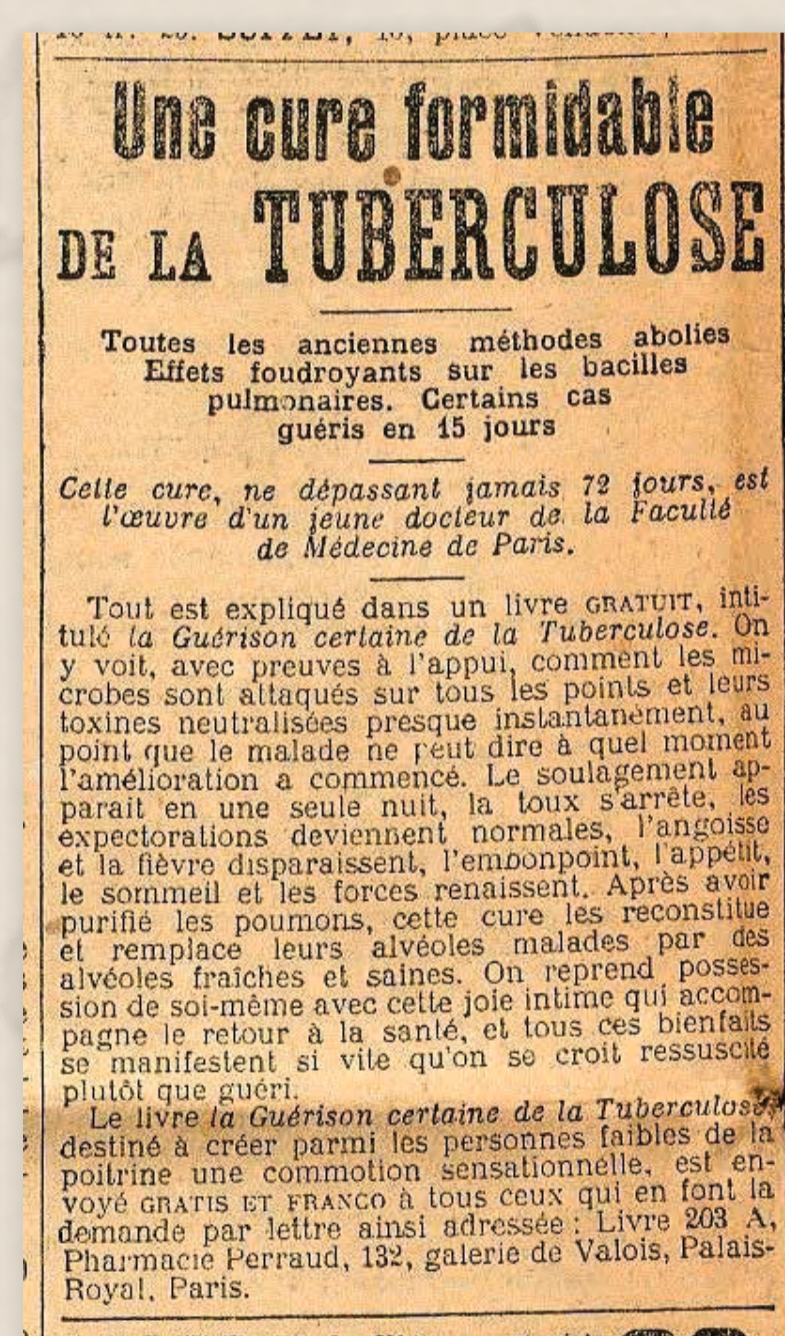 Une cure formidable
DE LA TUBERCULOSE
Toutes les anciennes méthodes abolies
Effets foudroyants sur les bacilles
pulmonaires. Certains cas
guéris en 15 jours
Cette cure, ne dépassant jamais 72 jours, est
l'œuvre d'un jeune docteur de la Faculté
de Médecine de Paris.
Tout est expliqué dans un livre GRATUIT, inti-
tulé la Guérison certaine de la Tuberculose. On
y voit, avec preuves à l'appui, comment les mi-
crobes sont attaqués sur tous les points et leurs
toxines neutralisées presque instantanément, au
point que le malade ne peut dire à quel moment
l'amélioration a commencé. Le soulagement ap-
parait en une seule nuit, la toux s'arrête, les
expectorations deviennent normales, l'angoisse
et la fièvre disparaissent, l'embonpoint, l'appétit,
le sommeil et les forces renaissent. Après avoir
purifié les poumons, cette cure les reconstitue
et remplace leurs alvéoles malades par des
alvéoles fraîches et saines. On reprend posses-
sion de soi-même avec cette joie intime qui accom-
pagne le retour à la santé, et tous ces bienfaits
se manifestent si vite qu'on se croit ressuscité
plutôt que guéri.
Le livre la Guérison certaine de la Tuberculose,
destiné à créer parmi les personnes faibles de la
poitrine une commotion sensationnelle, est en-
voyé GRATIS ET FRANCO à tous ceux qui en font la
demande par lettre ainsi adressée : Livre 203 A,
Pharmacie Perraud, 132, galerie de Valois, Palais-
Royal, Paris.